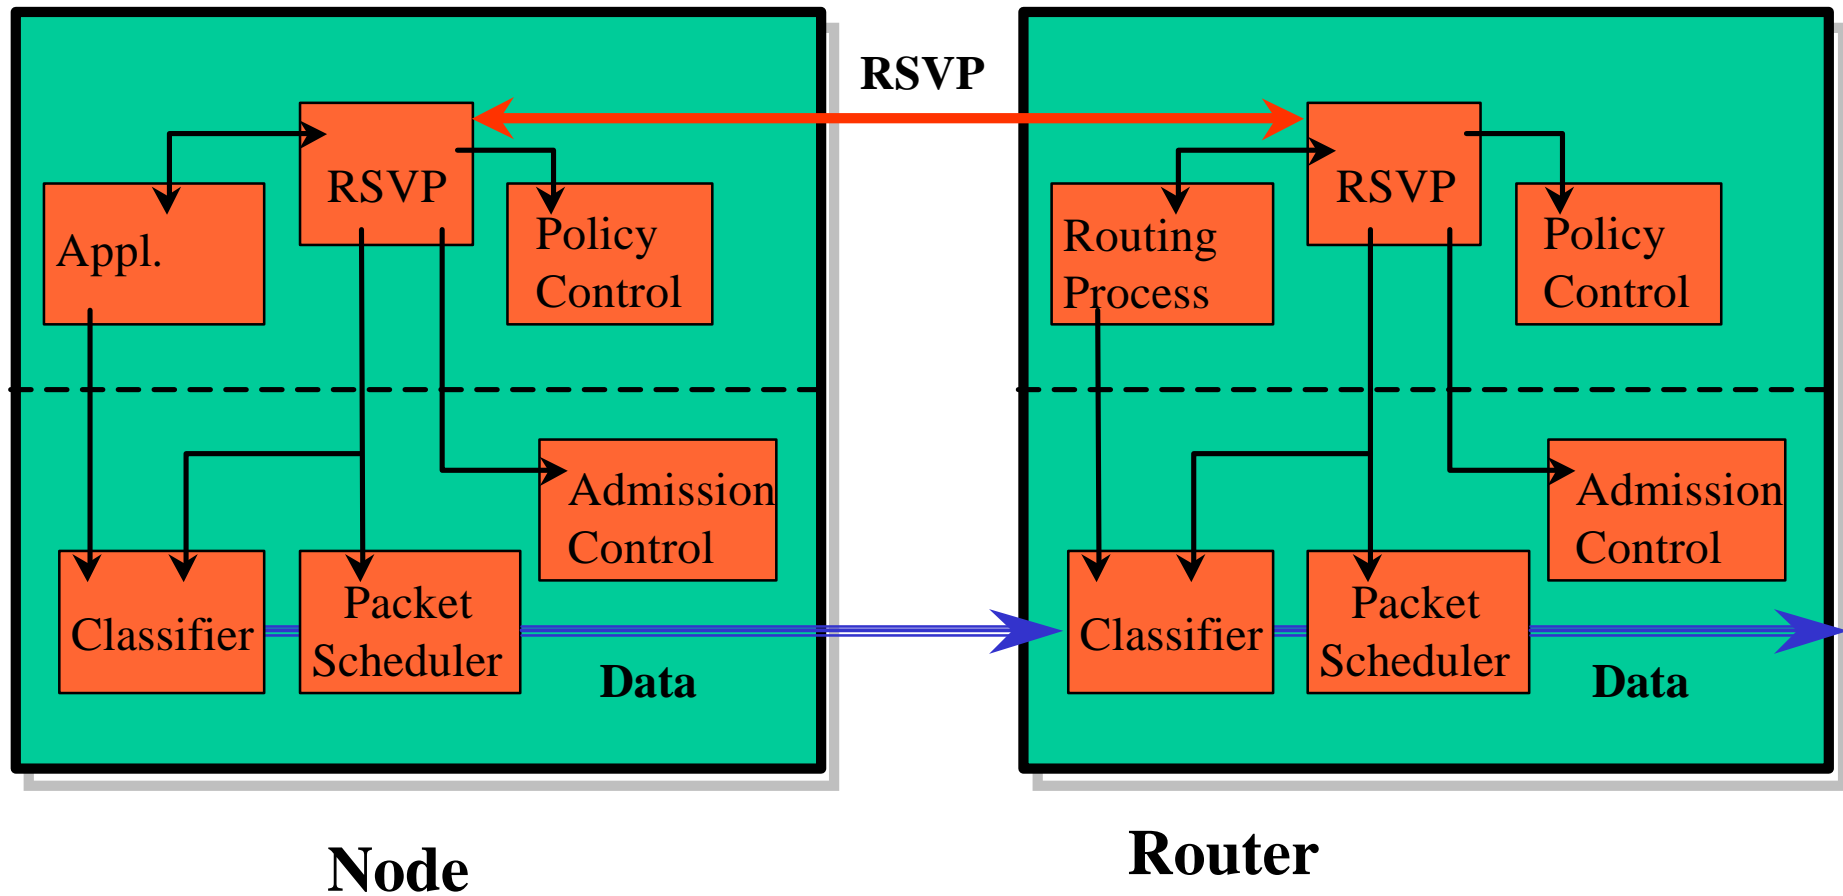 RSVP
RSVP
Appl.
Policy
Control
Admission
Control
Classifier
Packet
Scheduler
Data
Node
RSVP
Routing
Process
Policy
Control
Admission
Control
Classifier
Packet
Scheduler
Data
Router